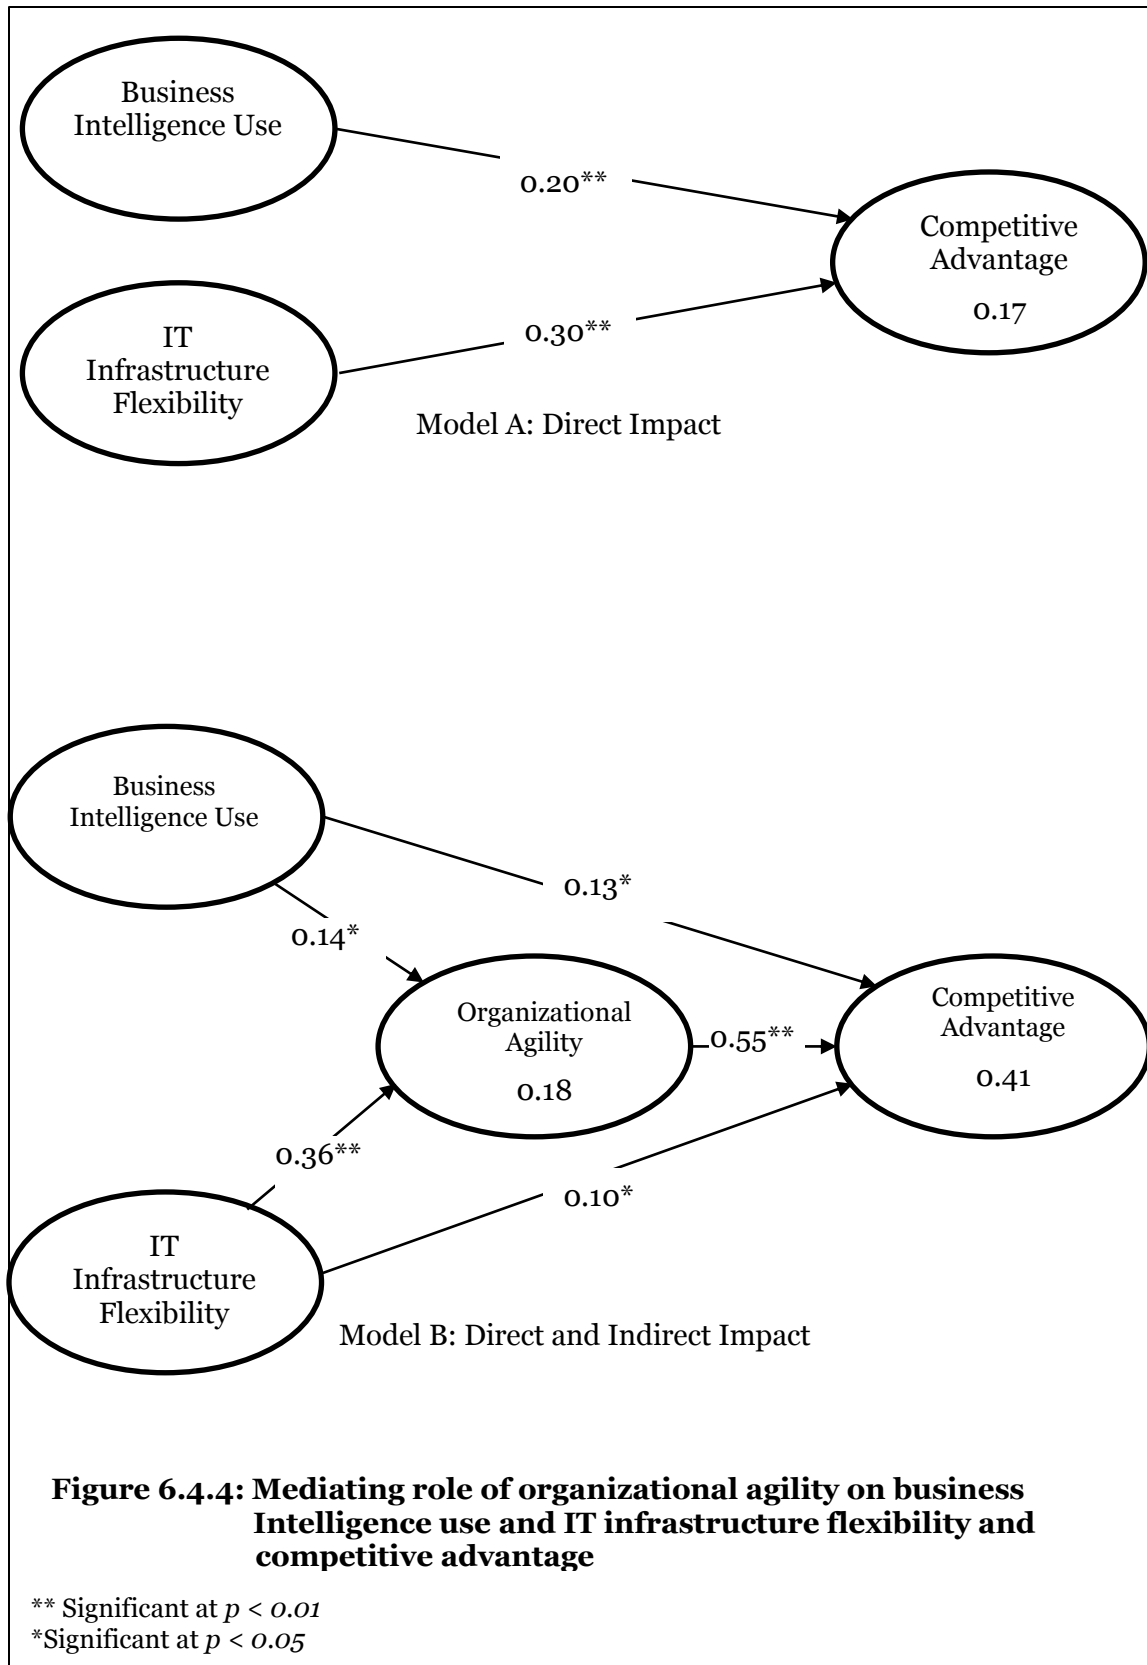 Business
Intelligence Use
0.20**
Competitive
Advantage
0.17
IT
Infrastructure
Flexibility
0.30**
Model A: Direct Impact
Business
Intelligence Use
0.13*
0.14*
Organizational
Agility
0.18
0.55**
Competitive
Advantage
0.41
0.36**
0.10*
IT
Infrastructure
Flexibility
Model B: Direct and Indirect Impact
Figure 6.4.4: Mediating role of organizational agility on business
Intelligence use and IT infrastructure flexibility and
competitive advantage
** Significant at p < 0.01
*Significant at p < 0.05